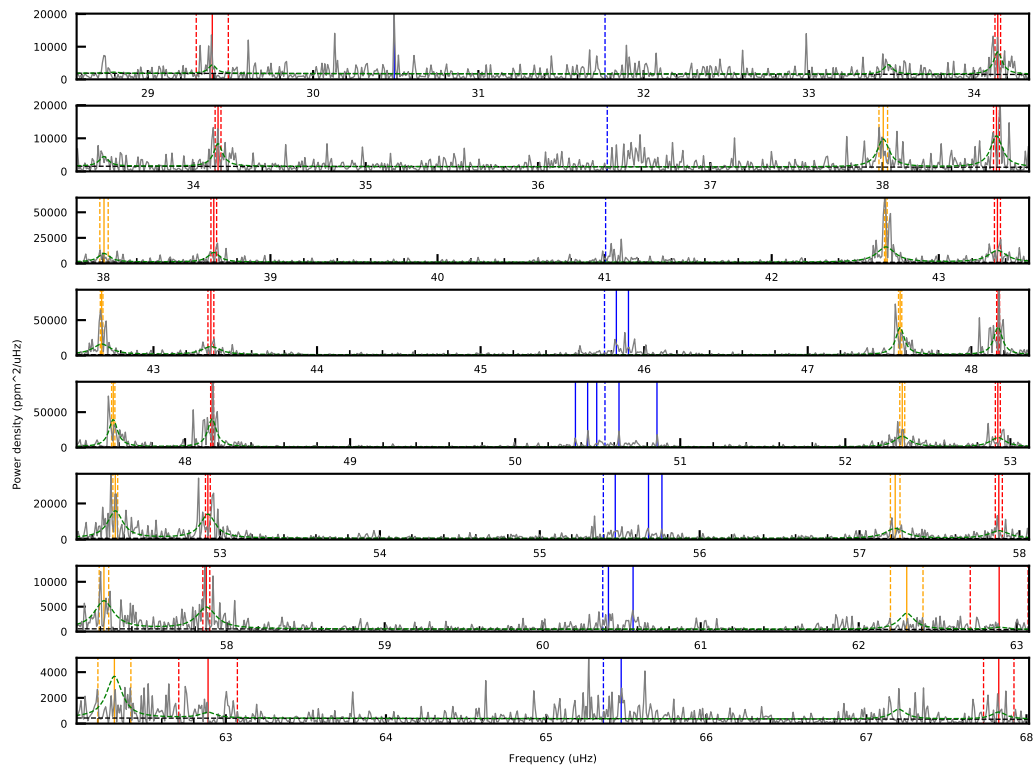 20000
10000
0
29 30 31 32 33 34
20000
10000
0
34 35 36 37 38
50000
25000
0
38 39 40 41 42 43
50000
0
43 44 45 46 47 48
50000
0
48 49 50 51 52 53
20000
0
53 54 55 56 57 58
10000
5000
0
58 59 60 61 62 63
4000
2000
0
63 64 65 66 67 68
Power density (ppm^2/(uHz)
Frequency (uHz)